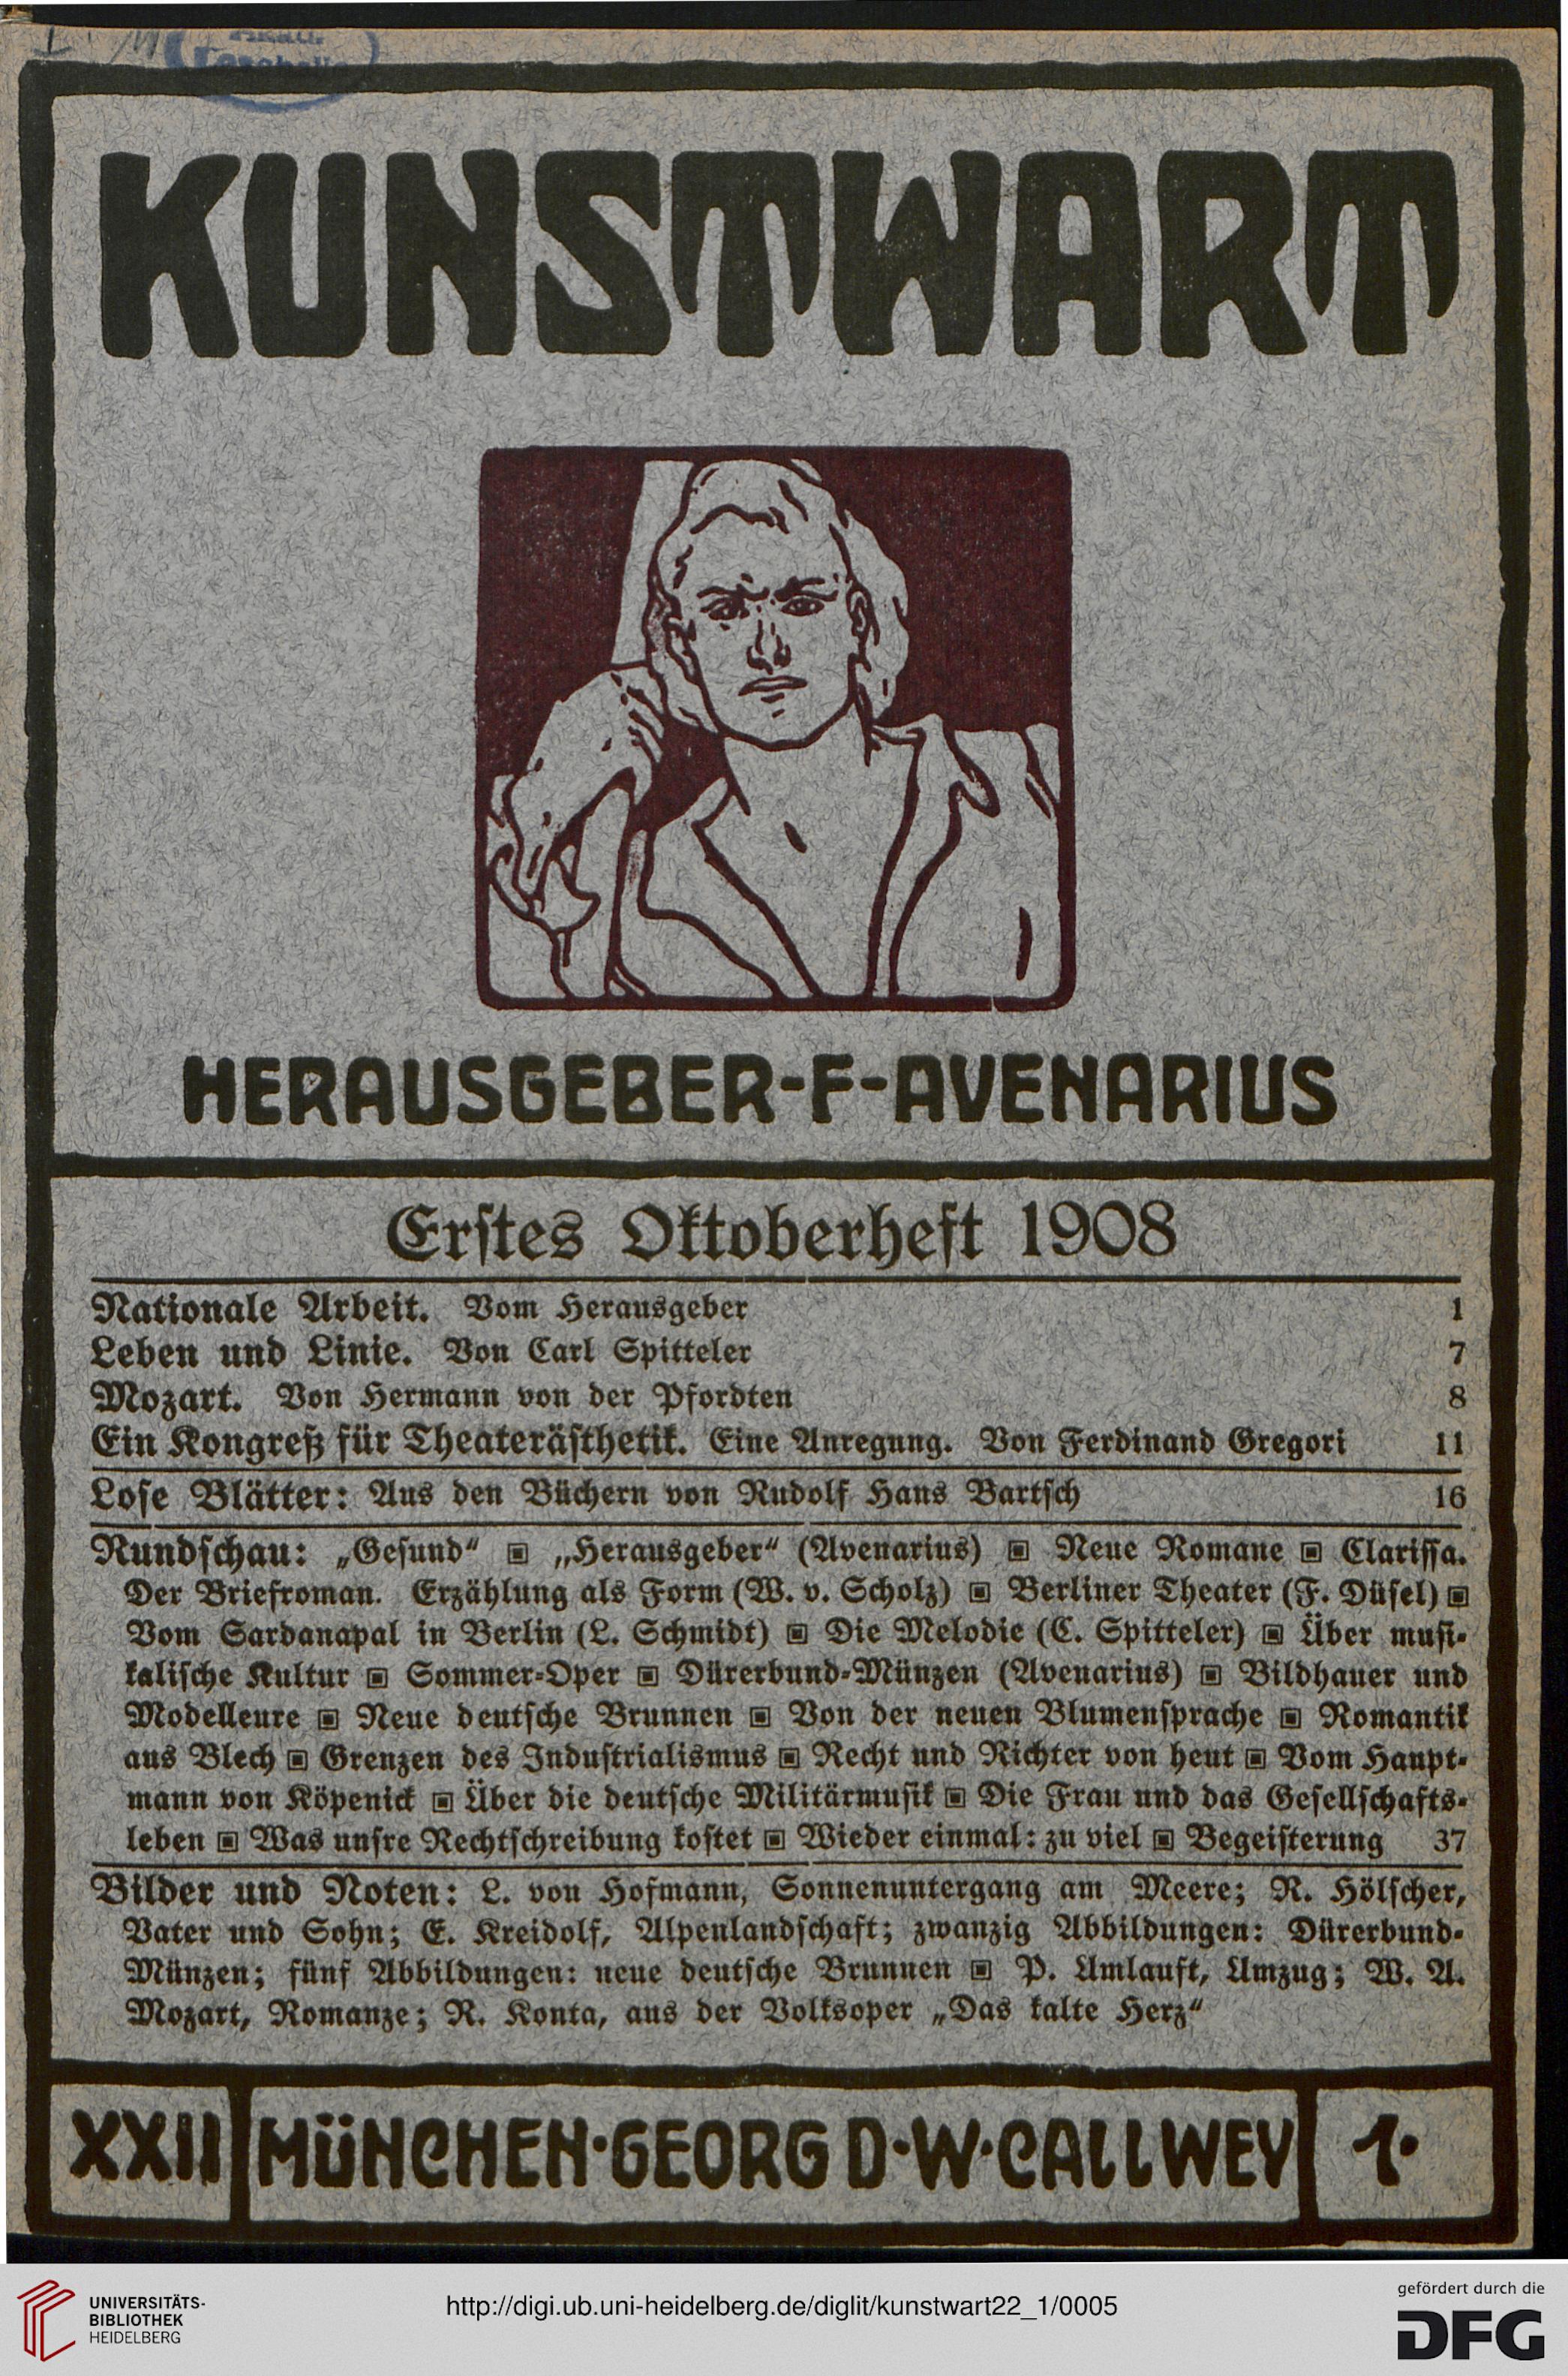 KUNSTWART
HERAUSGEBER-F-AVENARIUS
Erstes Oktoberheft 1908
Nationale Arbeit. Vom Herausgeber 1
Leben und Linie. Von Carl Spitteler 7
Mozart. Von Hermann von der Pfordten 8
Ein Kongreß für Theaterästhetik. Eine Anregung. Von Ferdinand Gregori 11
Lose Blätter: Aus den Büchern von Rudolf Hans Bartsch 16
Rundschau: „Gesund“ ▣ „Herausgeber“ (Avenarius) ▣ Neue Romane ▣ Clarissa.
Der Briefroman. Erzählung als Form (W. v. Scholz) ▣ Berliner Theater (F. Düsel) ▣
Vom Sardanapal in Berlin (L. Schmidt) ▣ Die Melodie (C. Spitteler) ▣ Über musi-
kalische Kultur ▣ Sommer-Oper ▣ Dürerbund-Münzen (Avenarius) ▣ Bildhauer und
Modelleure ▣ Neue deutsche Brunnen ▣ Von der neuen Blumensprache ▣ Romantik
aus Blech ▣ Grenzen des Industrialismus ▣ Recht und Richter von heut ▣ Vom Haupt-
mann von Köpenick ▣ Über die deutsche Militärmusik ▣ Die Frau und das Gesellschafts-
leben ▣ Was unsre Rechtschreibung kostet ▣ Wieder einmal: zu viel ▣ Begeisterung 37
Bilder und Noten: L. von Hofmann, Sonnenuntergang am Meere; R. Hölscher,
Vater und Sohn; E. Kreidolf, Alpenlandschaft; zwanzig Abbildungen: Dürerbund-
Münzen; fünf Abbildungen: neue deutsche Brunnen ▣ P. Umlauft, Umzug; W. A.
Mozart, Romanze; R. Konta, aus der Volksoper „Das kalte Herz“
XXII MÜNCHEN·GEORG D·W·CALLWEY 1·
UNIVERSITÄTS-
BIBLIOTHEK
HEIDELBERG
http://digi.ub.uni-heidelberg.de/diglit/kunstwart22_1/0005
gefördert durch die
DFG